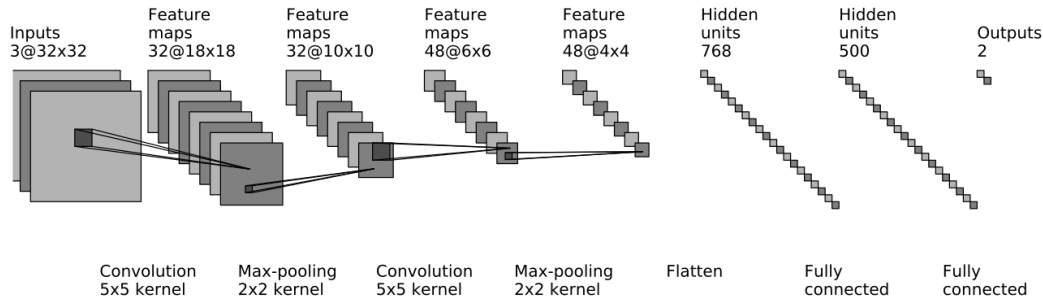 Inputs
3@32x32
Feature
maps
32@18x18
Feature
maps
32@10x10
Feature
maps
48@6x6
Feature
maps
48@4x4
Hidden
units
768
Hidden
units
500
Outputs
2
Convolution
5x5 kernel
Max-pooling
2x2 kernel
Convolution
5x5 kernel
Max-pooling
2x2 kernel
Flatten
Fully
connected
Fully
connected